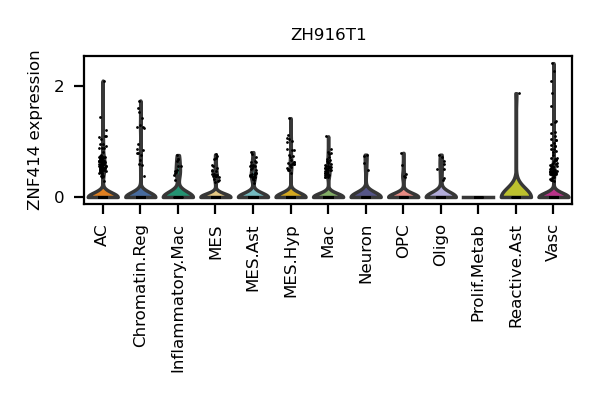 ZH916T1
ZNF414 expression
2
0
AC
Chromatin.Reg
Inflammatory.Mac
MES
MES.Ast
MES.Hyp
Mac
Neuron
OPC
Oligo
Prolif.Metab
Reactive.Ast
Vasc